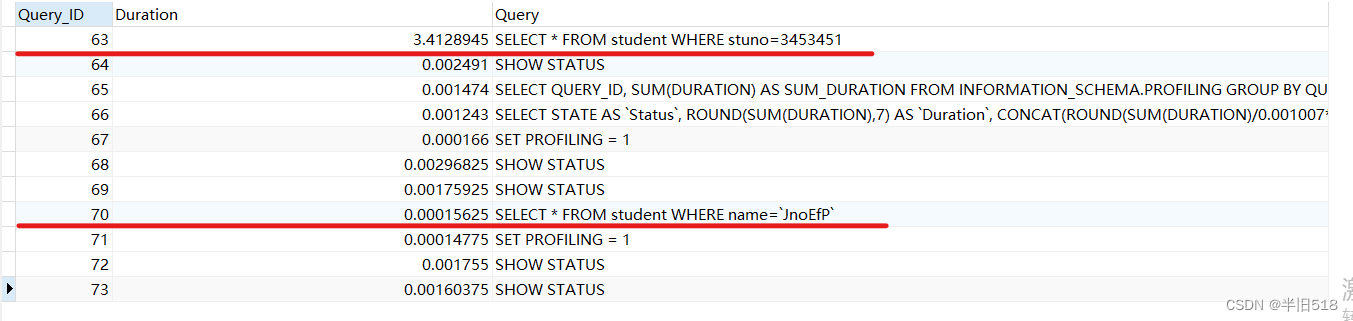 Query_ID Duration Query
63 3.4128945 SELECT * FROM student WHERE stuno=3453451
64 0.002491 SHOW STATUS
65 0.001474 SELECT QUERY_ID, SUM(DURATION) AS SUM_DURATION FROM INFORMATION_SCHEMA.PROFILING GROUP BY QU
66 0.001243 SELECT STATE AS `Status`, ROUND(SUM(DURATION),7) AS `Duration`, CONCAT(ROUND(SUM(DURATION)/0.001007*
67 0.000166 SET PROFILING = 1
68 0.00296825 SHOW STATUS
69 0.00175925 SHOW STATUS
70 0.00015625 SELECT * FROM student WHERE name=`JnoEfP`
71 0.00014775 SET PROFILING = 1
72 0.001755 SHOW STATUS
73 0.00160375 SHOW STATUS
CSDN @半旧518